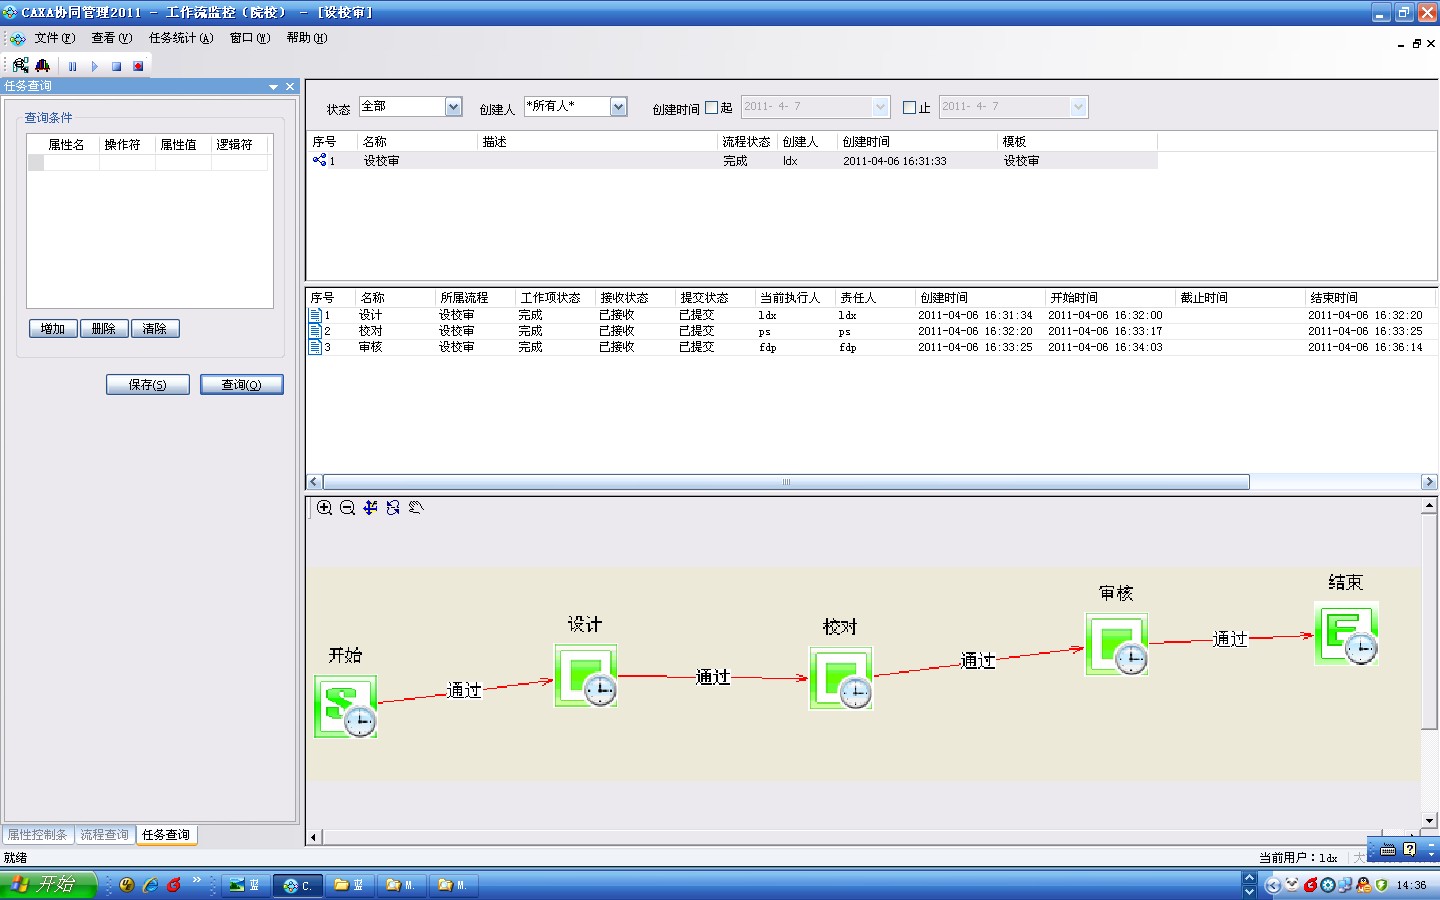 CAXA协同管理2011 - 工作流监控（院校） - [设校审]
文件(F) 查看(V) 任务统计(A) 窗口(W) 帮助(H)
任务查询
查询条件
属性名 操作符 属性值 逻辑符
增加 删除 清除
保存(S) 查询(Q)
状态 全部 创建人 *所有人* 创建时间 起 2011- 4- 7 止 2011- 4- 7
序号 名称 描述 流程状态 创建人 创建时间 模板
1 设校审 完成 ldx 2011-04-06 16:31:33 设校审
序号 名称 所属流程 工作项状态 接收状态 提交状态 当前执行人 责任人 创建时间 开始时间 截止时间 结束时间
1 设计 设校审 完成 已接收 已提交 ldx ldx 2011-04-06 16:31:34 2011-04-06 16:32:00 2011-04-06 16:32:20
2 校对 设校审 完成 已接收 已提交 ps ps 2011-04-06 16:32:20 2011-04-06 16:33:17 2011-04-06 16:33:25
3 审核 设校审 完成 已接收 已提交 fdp fdp 2011-04-06 16:33:25 2011-04-06 16:34:03 2011-04-06 16:36:14
开始 设计 校对 审核 结束
S E
通过 通过 通过 通过
属性控制条 流程查询 任务查询
就绪 当前用户：ldx 大
开始 蓝 C. 蓝 M. M. 14:36